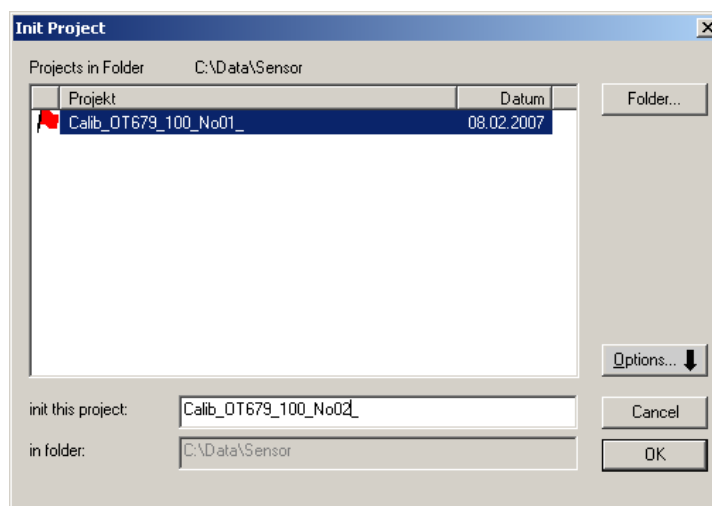 Init Project
Projects in Folder C:\Data\Sensor
Projekt Datum Folder...
Calib_OT679_100_No01_ 08.02.2007
Options...
init this project: Calib_OT679_100_No02_ Cancel
in folder: C:\Data\Sensor OK